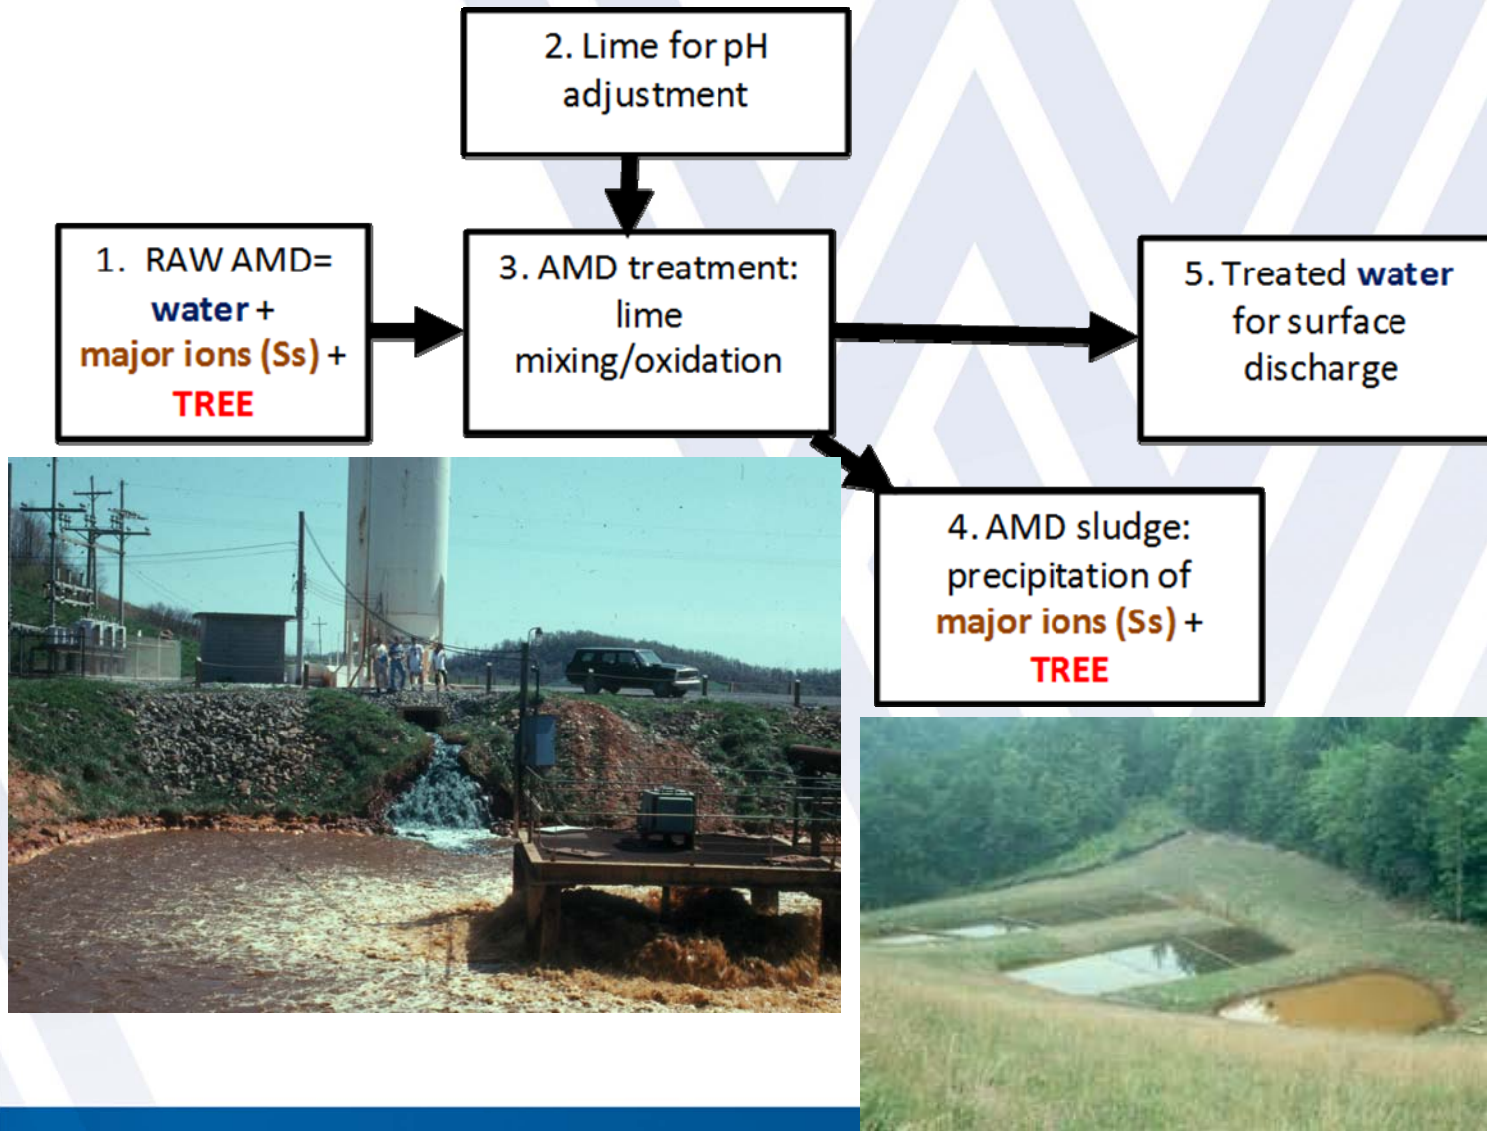 2. Lime for pH
adjustment
1. RAW AMD=
water +
major ions (Ss) +
TREE
3. AMD treatment:
lime
mixing/oxidation
5. Treated water
for surface
discharge
4. AMD sludge:
precipitation of
major ions (Ss) +
TREE